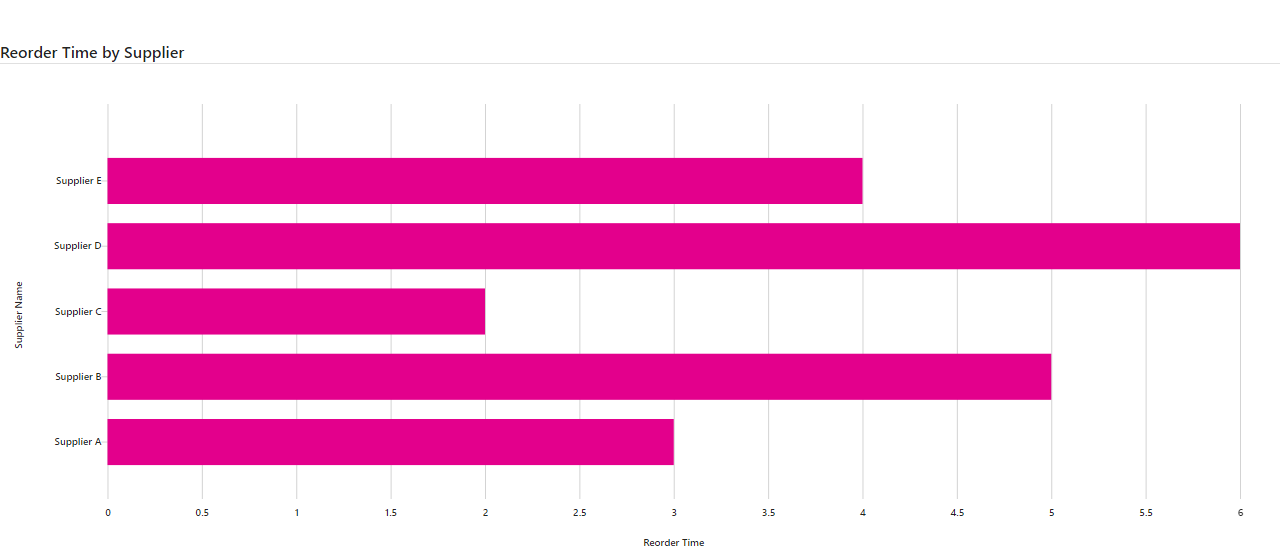 Reorder Time by Supplier
Supplier E
Supplier D
Supplier C
Supplier B
Supplier A
Supplier Name
0 0.5 1 1.5 2 2.5 3 3.5 4 4.5 5 5.5 6
Reorder Time